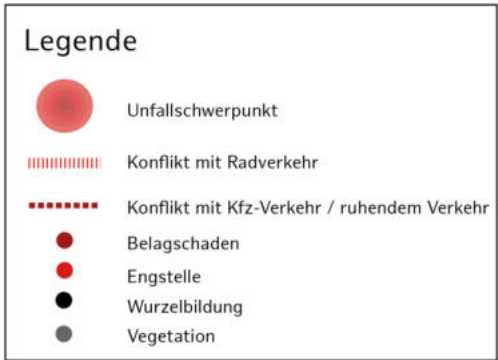 Legende
Unfallschwerpunkt
Konflikt mit Radverkehr
Konflikt mit Kfz-Verkehr / ruhendem Verkehr
Belagschaden
Engstelle
Wurzelbildung
Vegetation